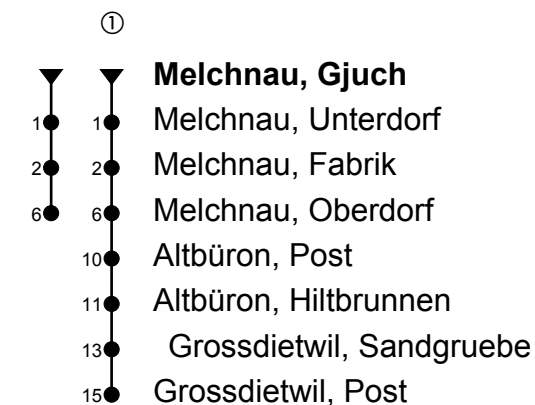 ①
Melchnau, Gjuch
1 1 Melchnau, Unterdorf
2 2 Melchnau, Fabrik
6 6 Melchnau, Oberdorf
10 Altbüron, Post
11 Altbüron, Hiltbrunnen
13 Grossdietwil, Sandgruebe
15 Grossdietwil, Post